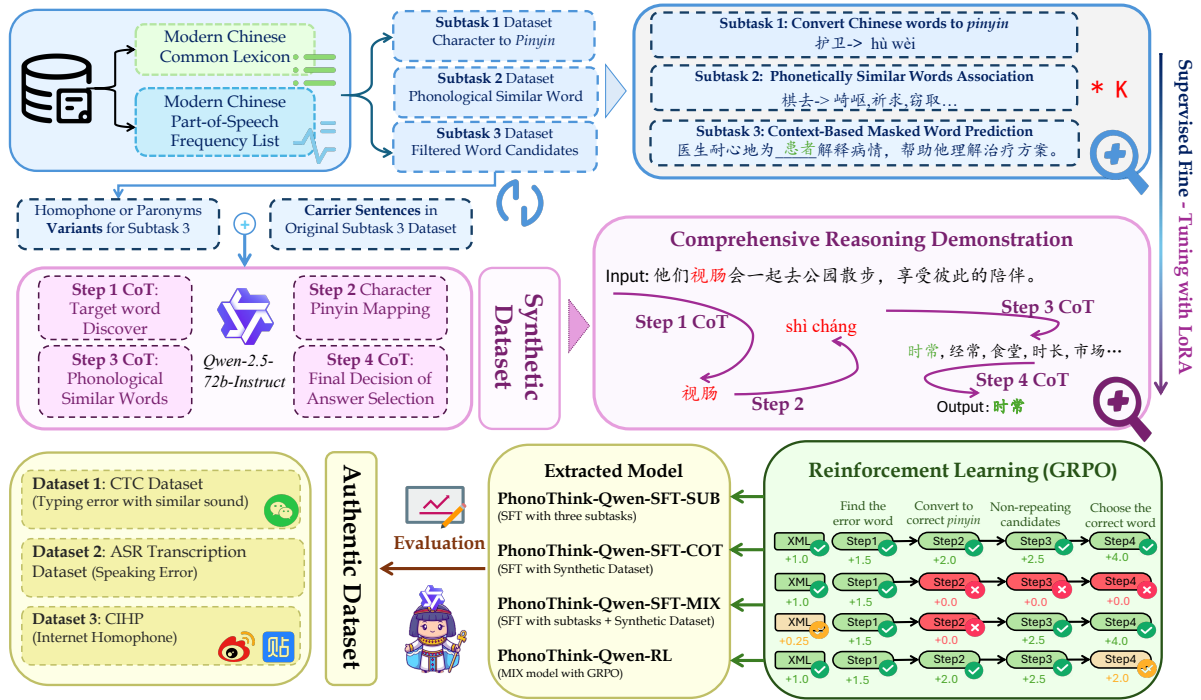 Modern Chinese
Common Lexicon
Modern Chinese
Part-of-Speech
Frequency List
Subtask 1 Dataset
Character to Pinyin
Subtask 2 Dataset
Phonological Similar Word
Subtask 3 Dataset
Filtered Word Candidates
Subtask 1: Convert Chinese words to pinyin
护卫-> hù wèi
Subtask 2: Phonetically Similar Words Association
棋去-> 崎岖,祈求,窃取…
Subtask 3: Context-Based Masked Word Prediction
医生耐心地为__患者__解释病情，帮助他理解治疗方案。
* K
Supervised Fine - Tuning with LoRA
Homophone or Paronyms
Variants for Subtask 3
+
Carrier Sentences in
Original Subtask 3 Dataset
Step 1 CoT:
Target word
Discover
Step 2 Character
Pinyin Mapping
Step 3 CoT:
Phonological
Similar Words
Qwen-2.5-
72b-Instruct
Step 4 CoT:
Final Decision of
Answer Selection
Synthetic
Dataset
Comprehensive Reasoning Demonstration
Input: 他们视肠会一起去公园散步，享受彼此的陪伴。
Step 1 CoT
视肠
Step 2
shì cháng
Step 3 CoT
时常, 经常, 食堂, 时长, 市场…
Step 4 CoT
Output: 时常
Dataset 1: CTC Dataset
(Typing error with similar sound)
Dataset 2: ASR Transcription
Dataset (Speaking Error)
Dataset 3: CIHP
(Internet Homophone)
贴
Authentic Dataset
Evaluation
Extracted Model
PhonoThink-Qwen-SFT-SUB
(SFT with three subtasks)
PhonoThink-Qwen-SFT-COT
(SFT with Synthetic Dataset)
PhonoThink-Qwen-SFT-MIX
(SFT with subtasks + Synthetic Dataset)
PhonoThink-Qwen-RL
(MIX model with GRPO)
Reinforcement Learning (GRPO)
Find the
error word
Convert to
correct pinyin
Non-repeating
candidates
Choose the
correct word
XML Step1 Step2 Step3 Step4
+1.0 +1.5 +2.0 +2.5 +4.0
XML Step1 Step2 Step3 Step4
+1.0 +1.5 +0.0 +0.0 +0.0
XML Step1 Step2 Step3 Step4
+0.25 +1.5 +0.0 +2.5 +4.0
XML Step1 Step2 Step3 Step4
+1.0 +1.5 +2.0 +2.5 +2.0